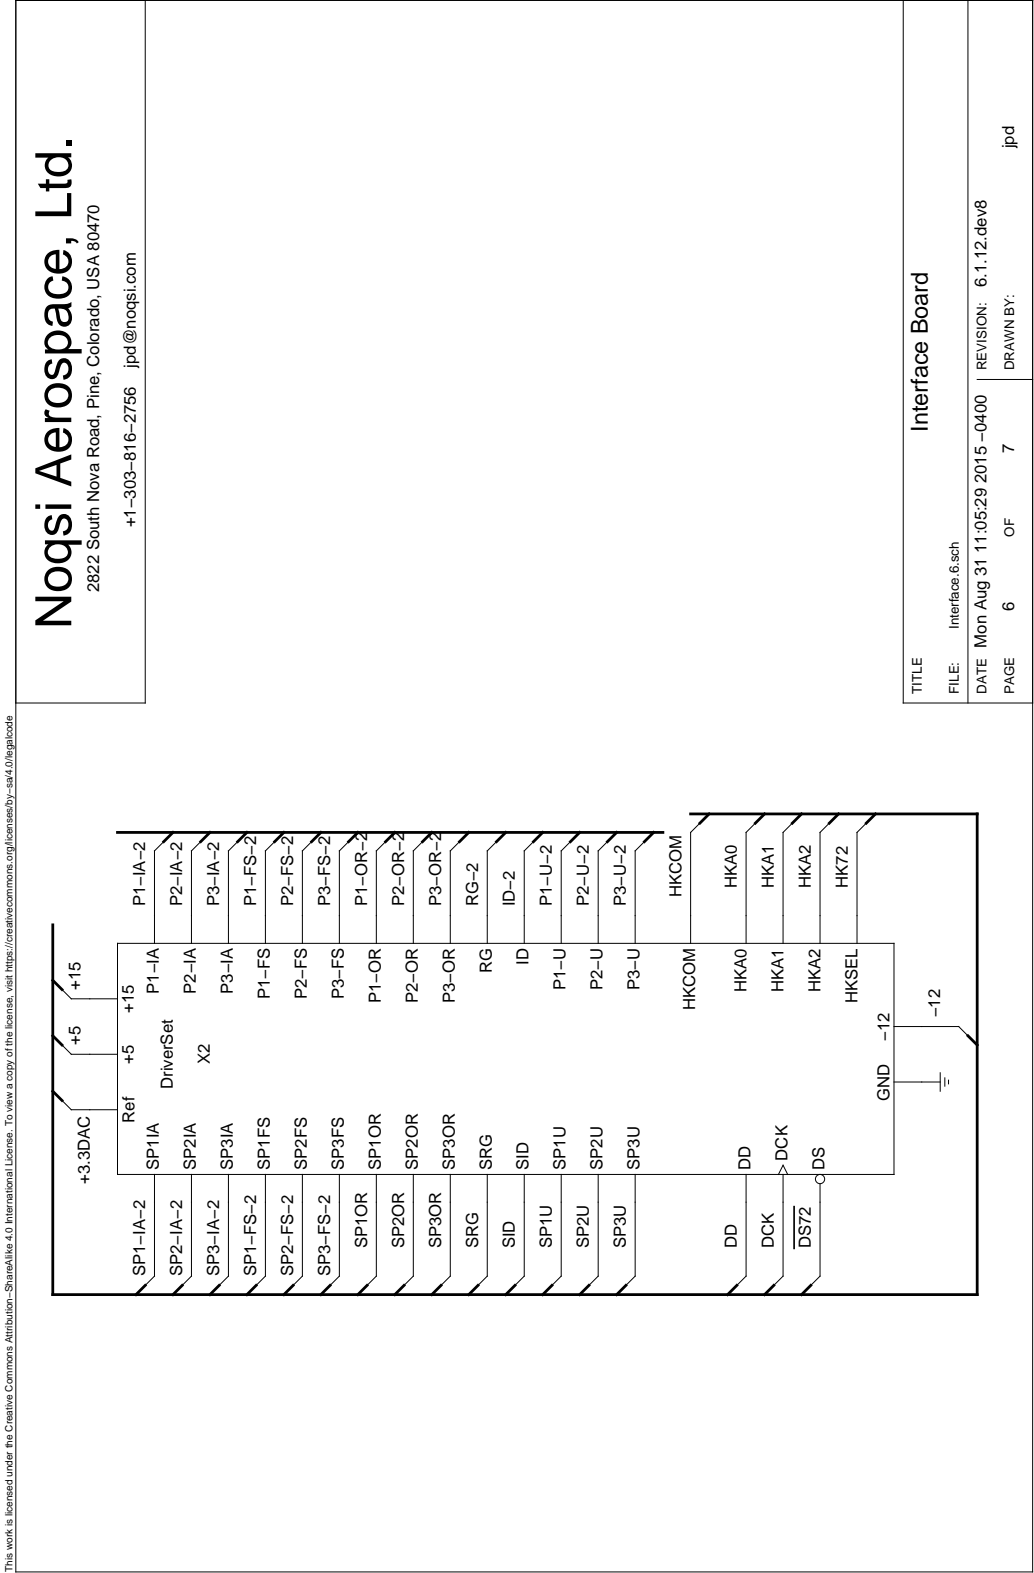 This work is licensed under the Creative Commons Attribution−ShareAlike 4.0 International License. To view a copy of the license, visit https://creativecommons.org/licenses/by−sa/4.0/legalcode
Noqsi Aerospace, Ltd.
2822 South Nova Road, Pine, Colorado, USA 80470
+1−303−816−2756 jpd@noqsi.com
+3.3DAC
+5
+15
Ref
+5
+15
DriverSet
X2
SP1−IA−2
SP1IA
P1−IA
P1−IA−2
SP2−IA−2
SP2IA
P2−IA
P2−IA−2
SP3−IA−2
SP3IA
P3−IA
P3−IA−2
SP1−FS−2
SP1FS
P1−FS
P1−FS−2
SP2−FS−2
SP2FS
P2−FS
P2−FS−2
SP3−FS−2
SP3FS
P3−FS
P3−FS−2
SP1OR
SP1OR
P1−OR
P1−OR−2
SP2OR
SP2OR
P2−OR
P2−OR−2
SP3OR
SP3OR
P3−OR
P3−OR−2
SRG
SRG
RG
RG−2
SID
SID
ID
ID−2
SP1U
SP1U
P1−U
P1−U−2
SP2U
SP2U
P2−U
P2−U−2
SP3U
SP3U
P3−U
P3−U−2
HKCOM
HKCOM
DD
DD
HKA0
HKA0
DCK
DCK
HKA1
HKA1
DS72
DS
HKA2
HKA2
HKSEL
HK72
GND
−12
−12
TITLE
Interface Board
FILE: Interface.6.sch
DATE Mon Aug 31 11:05:29 2015 −0400
REVISION: 6.1.12.dev8
PAGE 6 OF 7
DRAWN BY: jpd